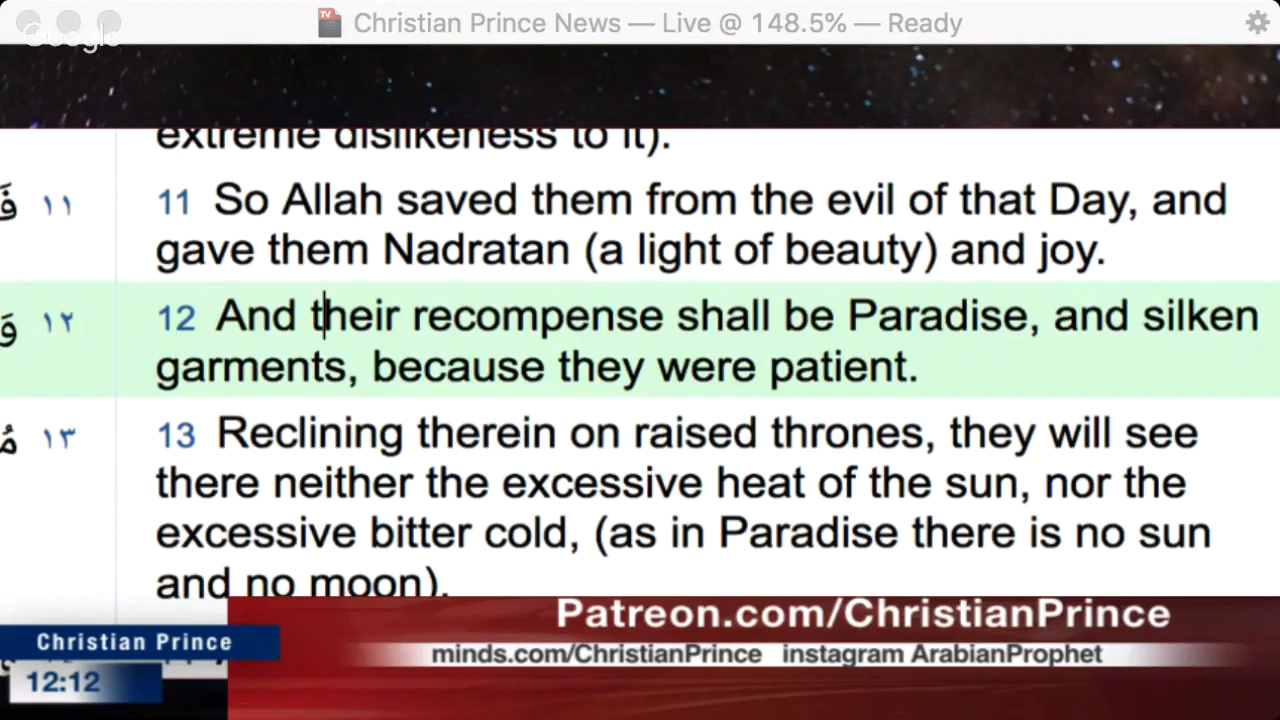 Christian Prince News — Live @ 148.5% — Ready
Google
extreme dislikeness to it).
١١ 11 So Allah saved them from the evil of that Day, and
gave them Nadratan (a light of beauty) and joy.
١٢ 12 And their recompense shall be Paradise, and silken
garments, because they were patient.
١٣ 13 Reclining therein on raised thrones, they will see
there neither the excessive heat of the sun, nor the
excessive bitter cold, (as in Paradise there is no sun
and no moon).
Patreon.com/ChristianPrince
Christian Prince
minds.com/ChristianPrince instagram ArabianProphet
12:12